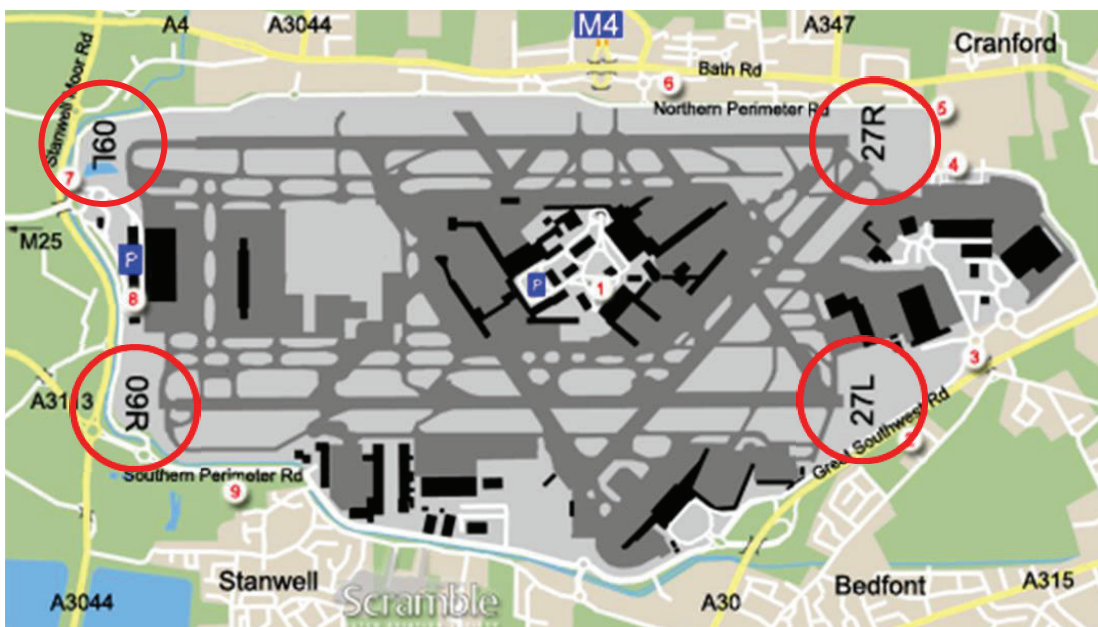 A4
A3044
M4
A347
Cranford
Stanwell Moor Rd
Bath Rd
6
Northern Perimeter Rd
5
09L
27R
4
7
M25
P
8
P
1
3
A3113
09R
27L
Great Southwest Rd
Southern Perimeter Rd
9
Stanwell
Scramble
Bedfont
A315
A3044
A30